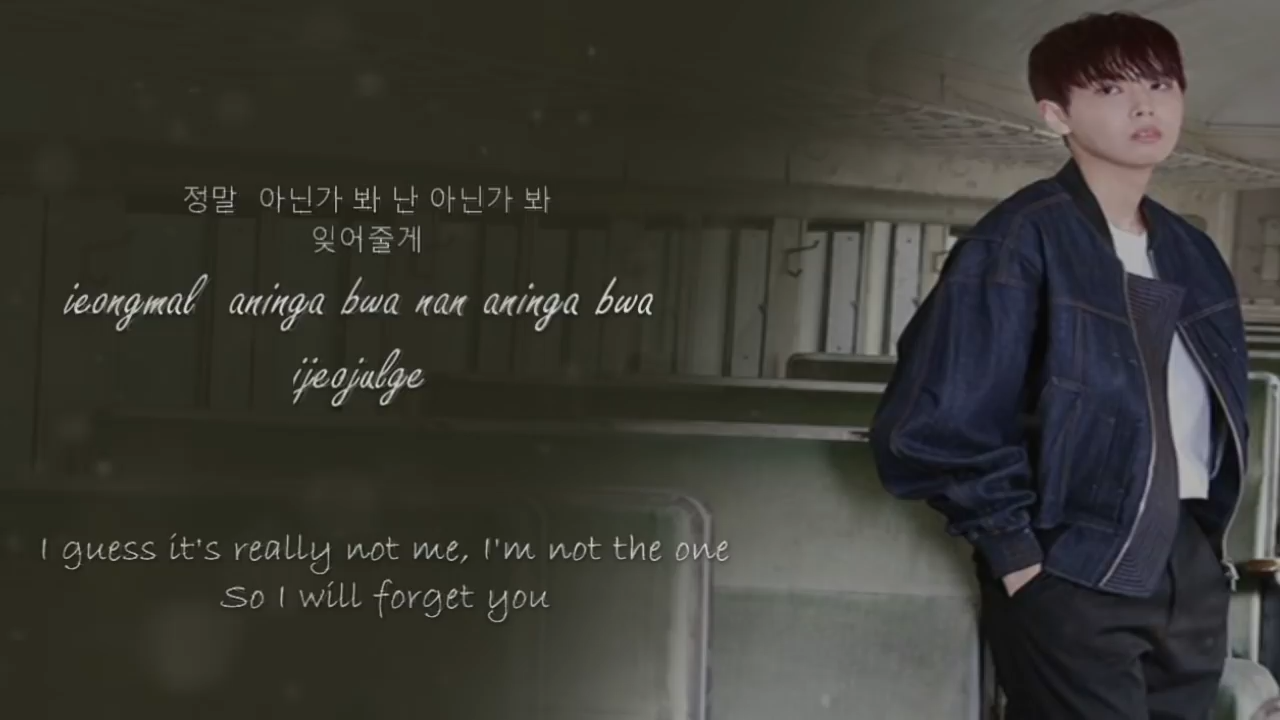 정말 아닌가 봐 난 아닌가 봐
잊어줄게
jeongmal aninga bwa nan aninga bwa
ijeojulge
I guess it's really not me, I'm not the one
So I will forget you